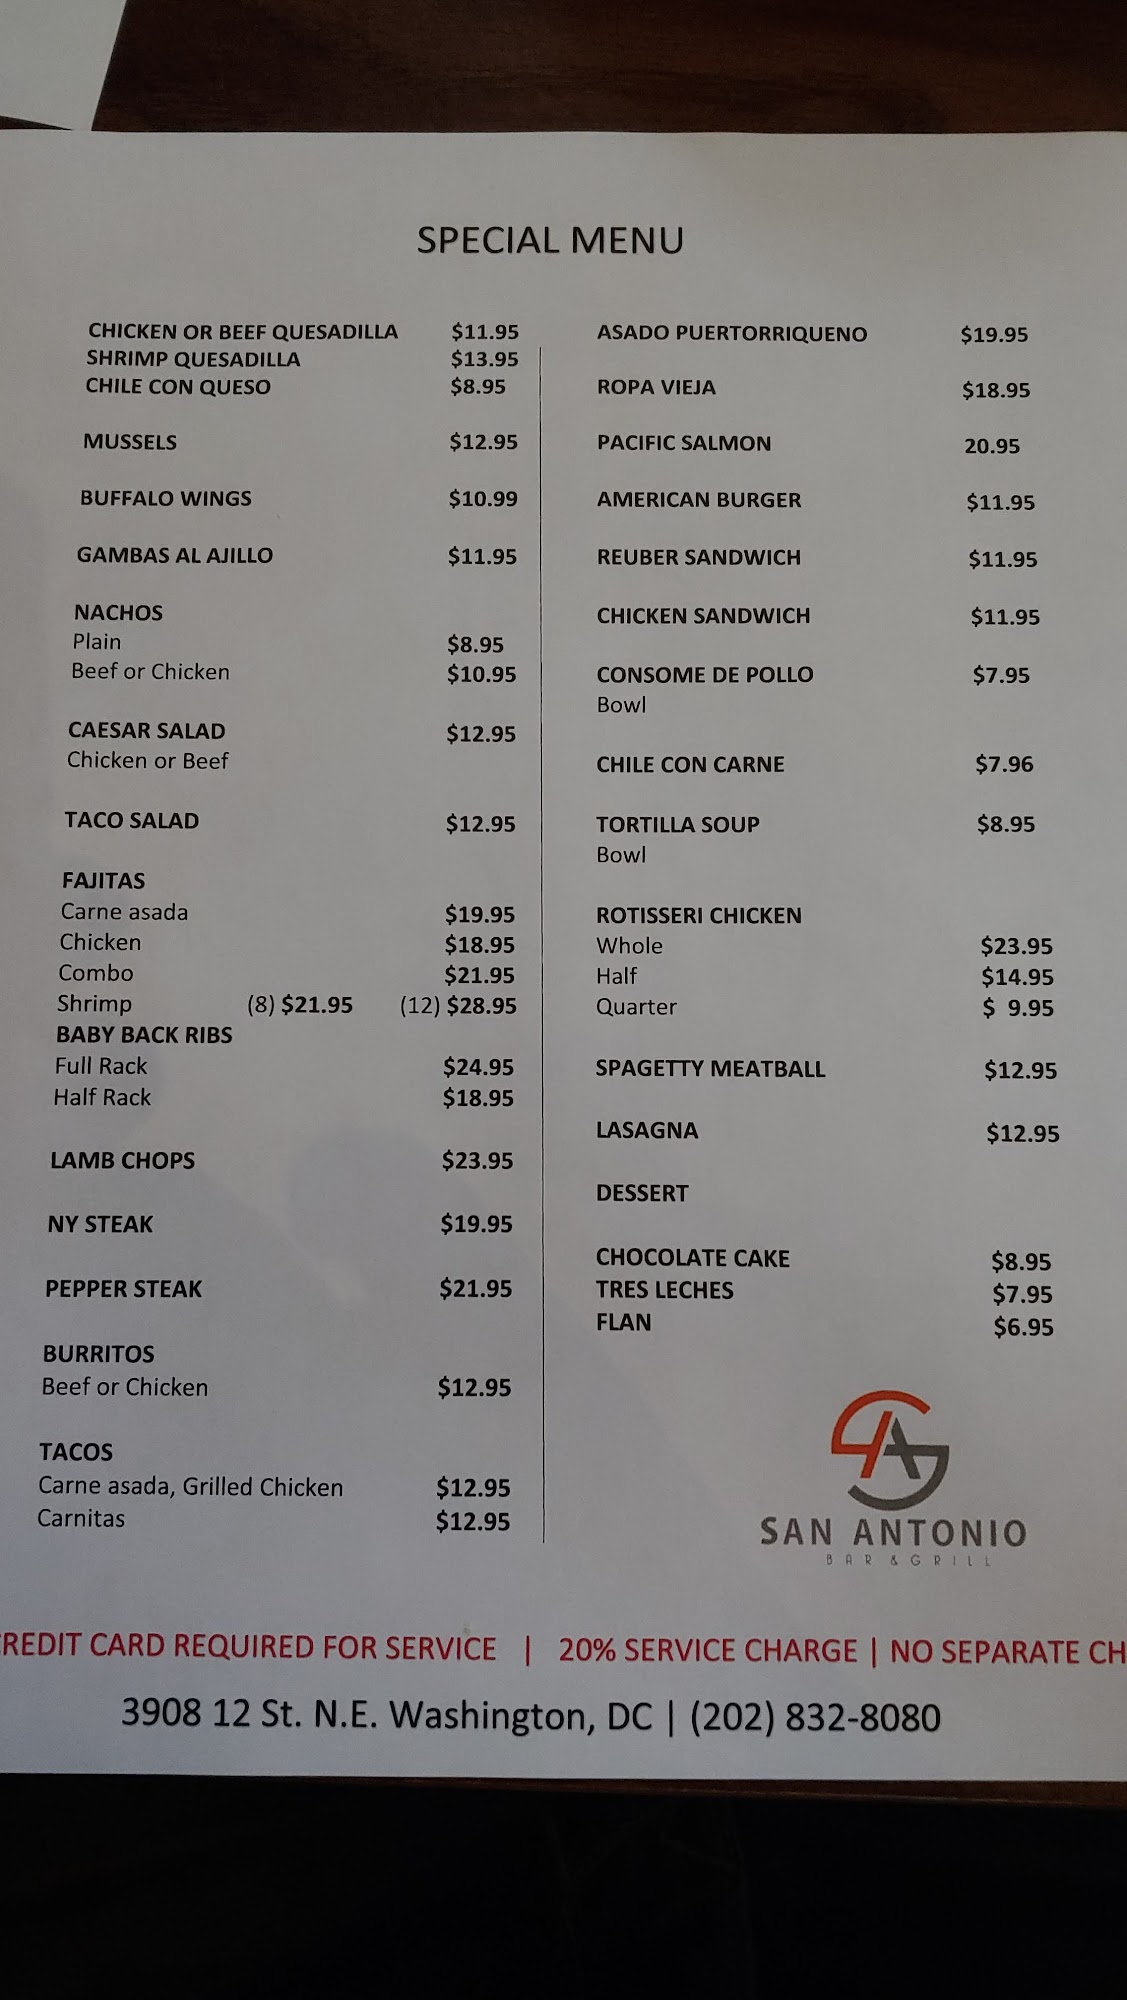 SPECIAL MENU
CHICKEN OR BEEF QUESADILLA $11.95
SHRIMP QUESADILLA $13.95
CHILE CON QUESO $8.95
MUSSELS $12.95
BUFFALO WINGS $10.99
GAMBAS AL AJILLO $11.95
NACHOS
Plain $8.95
Beef or Chicken $10.95
CAESAR SALAD $12.95
Chicken or Beef
TACO SALAD $12.95
FAJITAS
Carne asada $19.95
Chicken $18.95
Combo $21.95
Shrimp (8) $21.95 (12) $28.95
BABY BACK RIBS
Full Rack $24.95
Half Rack $18.95
LAMB CHOPS $23.95
NY STEAK $19.95
PEPPER STEAK $21.95
BURRITOS
Beef or Chicken $12.95
TACOS
Carne asada, Grilled Chicken $12.95
Carnitas $12.95
ASADO PUERTORRIQUENO $19.95
ROPA VIEJA $18.95
PACIFIC SALMON 20.95
AMERICAN BURGER $11.95
REUBER SANDWICH $11.95
CHICKEN SANDWICH $11.95
CONSOME DE POLLO $7.95
Bowl
CHILE CON CARNE $7.96
TORTILLA SOUP $8.95
Bowl
ROTISSERI CHICKEN
Whole $23.95
Half $14.95
Quarter $ 9.95
SPAGETTY MEATBALL $12.95
LASAGNA $12.95
DESSERT
CHOCOLATE CAKE $8.95
TRES LECHES $7.95
FLAN $6.95
SAN ANTONIO
BAR & GRILL
REDIT CARD REQUIRED FOR SERVICE | 20% SERVICE CHARGE | NO SEPARATE CH
3908 12 St. N.E. Washington, DC | (202) 832-8080